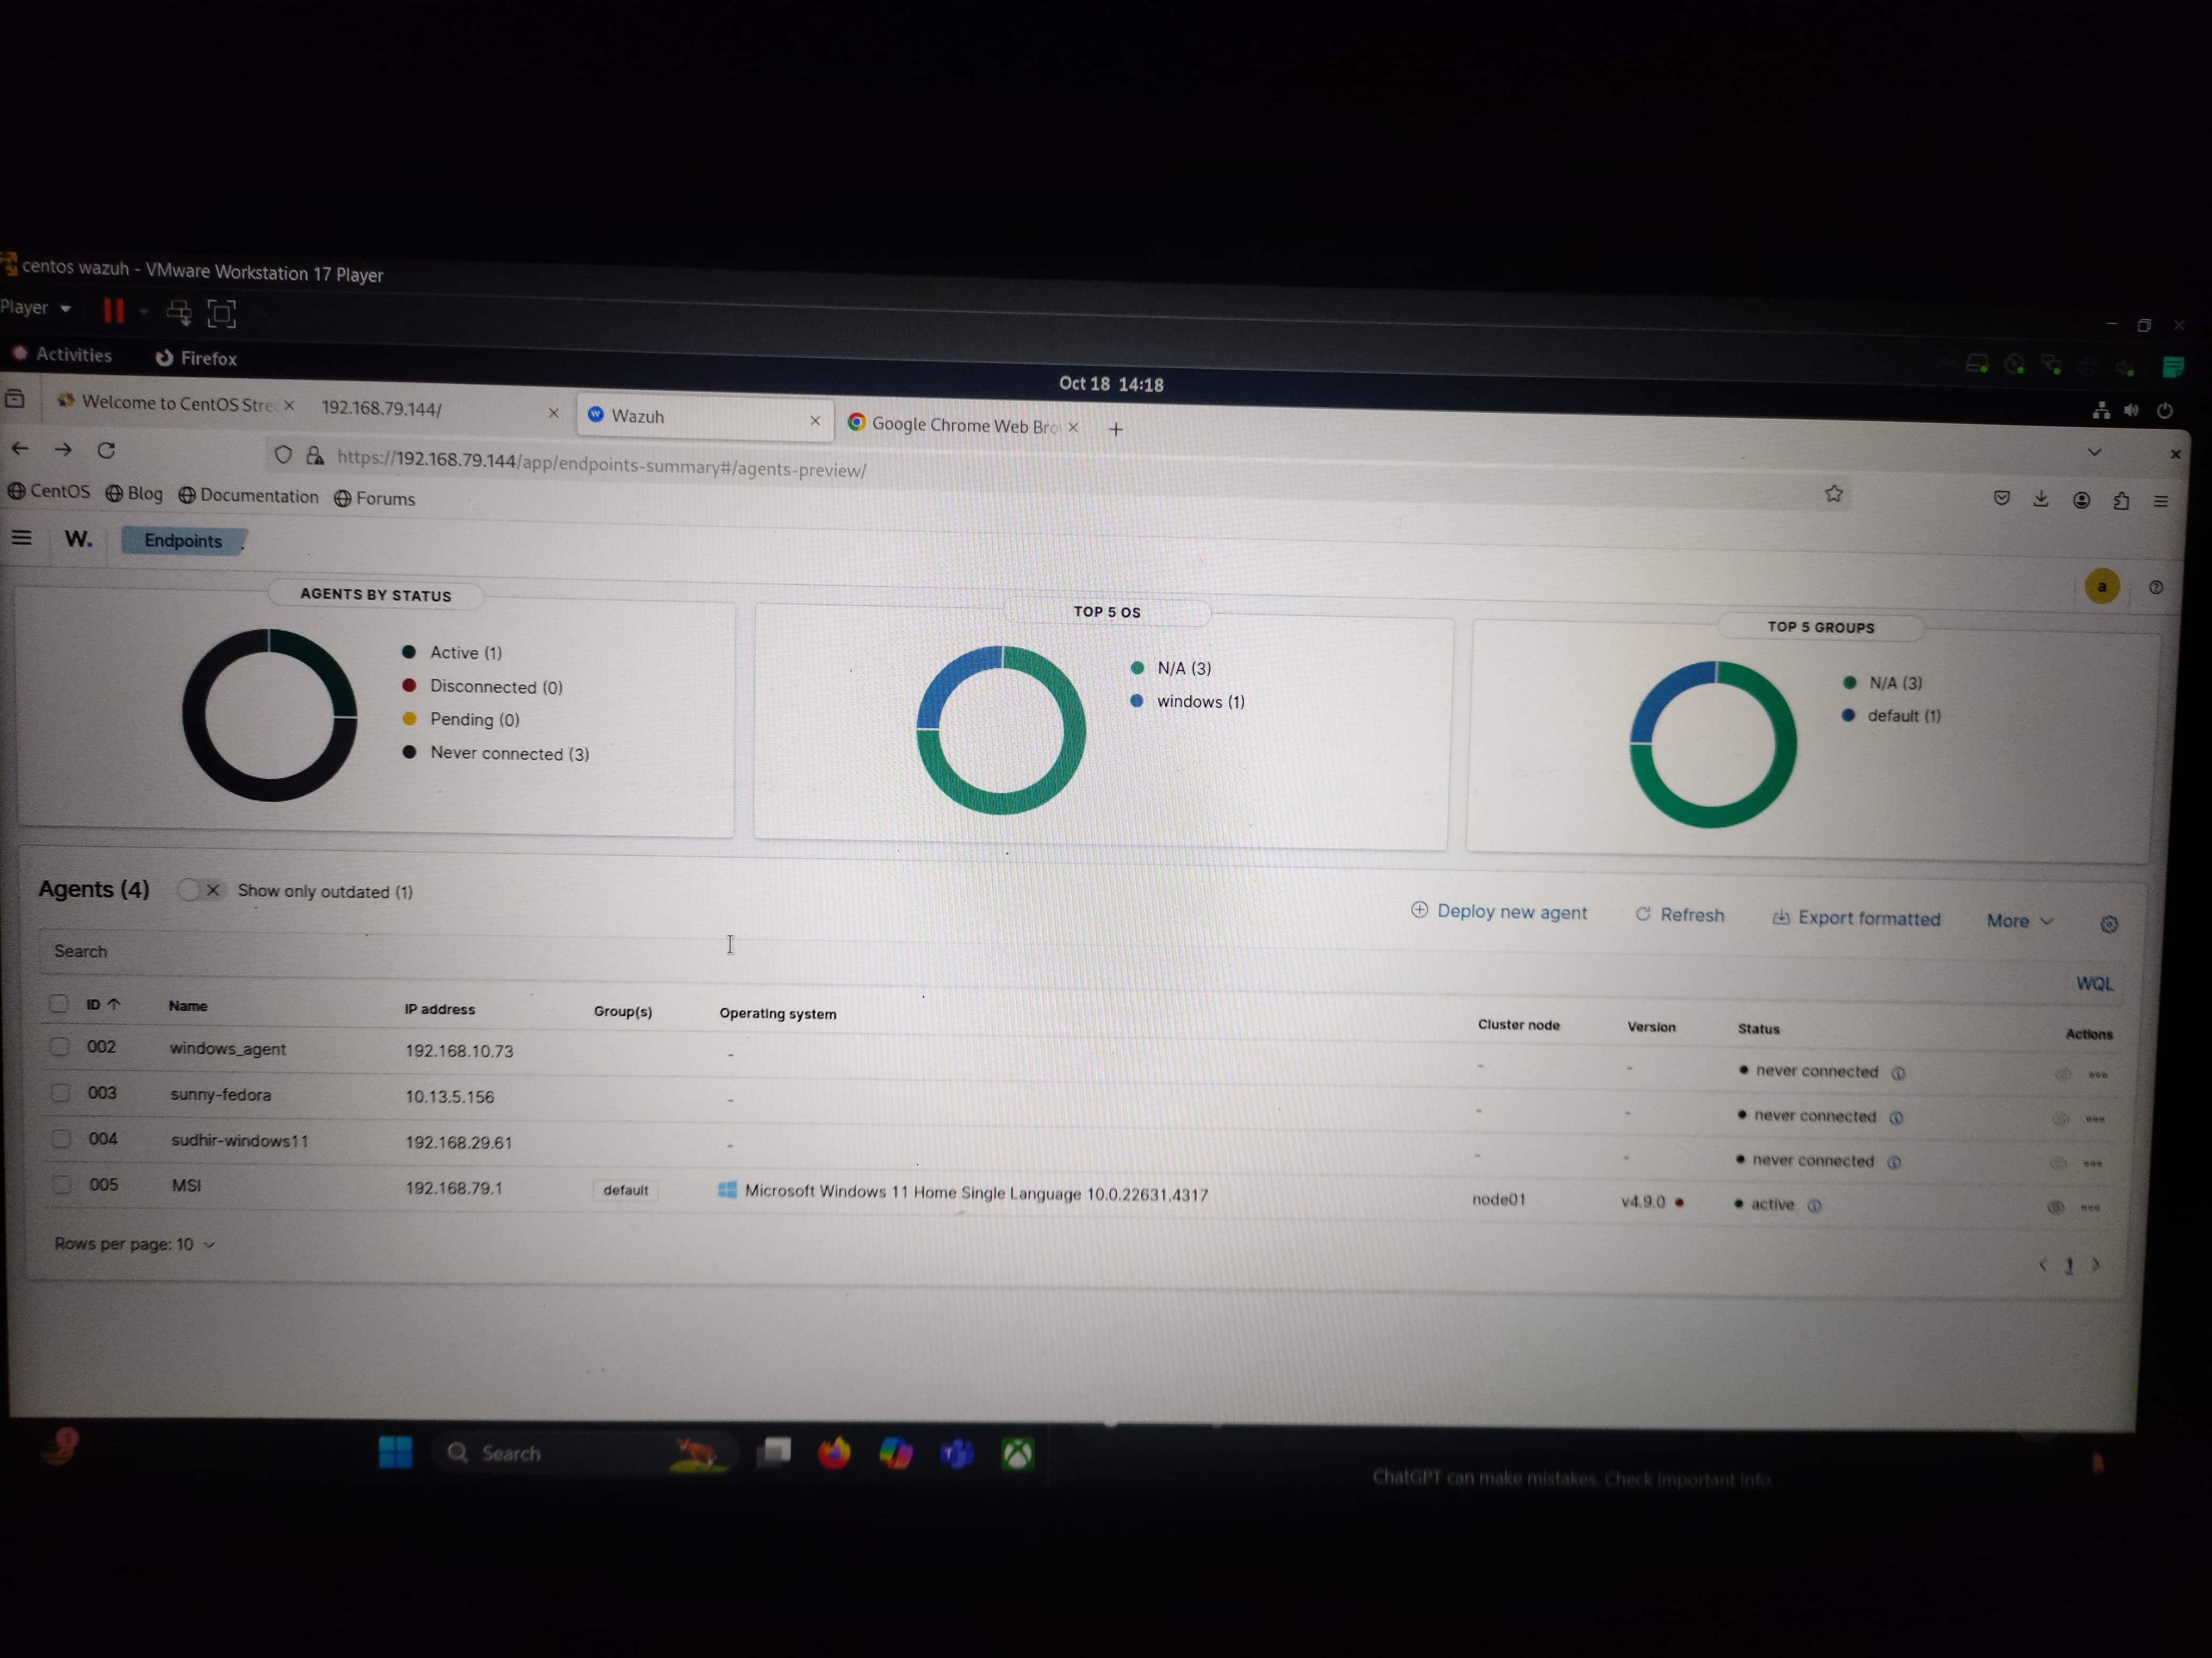 centos wazuh - VMware Workstation 17 Player
Player
Activities Firefox
Oct 18 14:18
Welcome to CentOS Stre
192.168.79.144/
Wazuh
Google Chrome Web Bro
https://192.168.79.144/app/endpoints-summary#/agents-preview/
CentOS Blog Documentation Forums
W. Endpoints
a
AGENTS BY STATUS
Active (1)
Disconnected (0)
Pending (0)
Never connected (3)
TOP 5 OS
N/A (3)
windows (1)
TOP 5 GROUPS
N/A (3)
default (1)
Agents (4) Show only outdated (1)
Deploy new agent Refresh Export formatted More
Search
WQL
ID Name IP address Group(s) Operating system Cluster node Version Status Actions
002 windows_agent 192.168.10.73 - - - never connected
003 sunny-fedora 10.13.5.156 - - - never connected
004 sudhir-windows11 192.168.29.61 - - - never connected
005 MSI 192.168.79.1 default Microsoft Windows 11 Home Single Language 10.0.22631.4317 node01 v4.9.0 active
Rows per page: 10
< 1 >
Search
ChatGPT can make mistakes. Check important info.